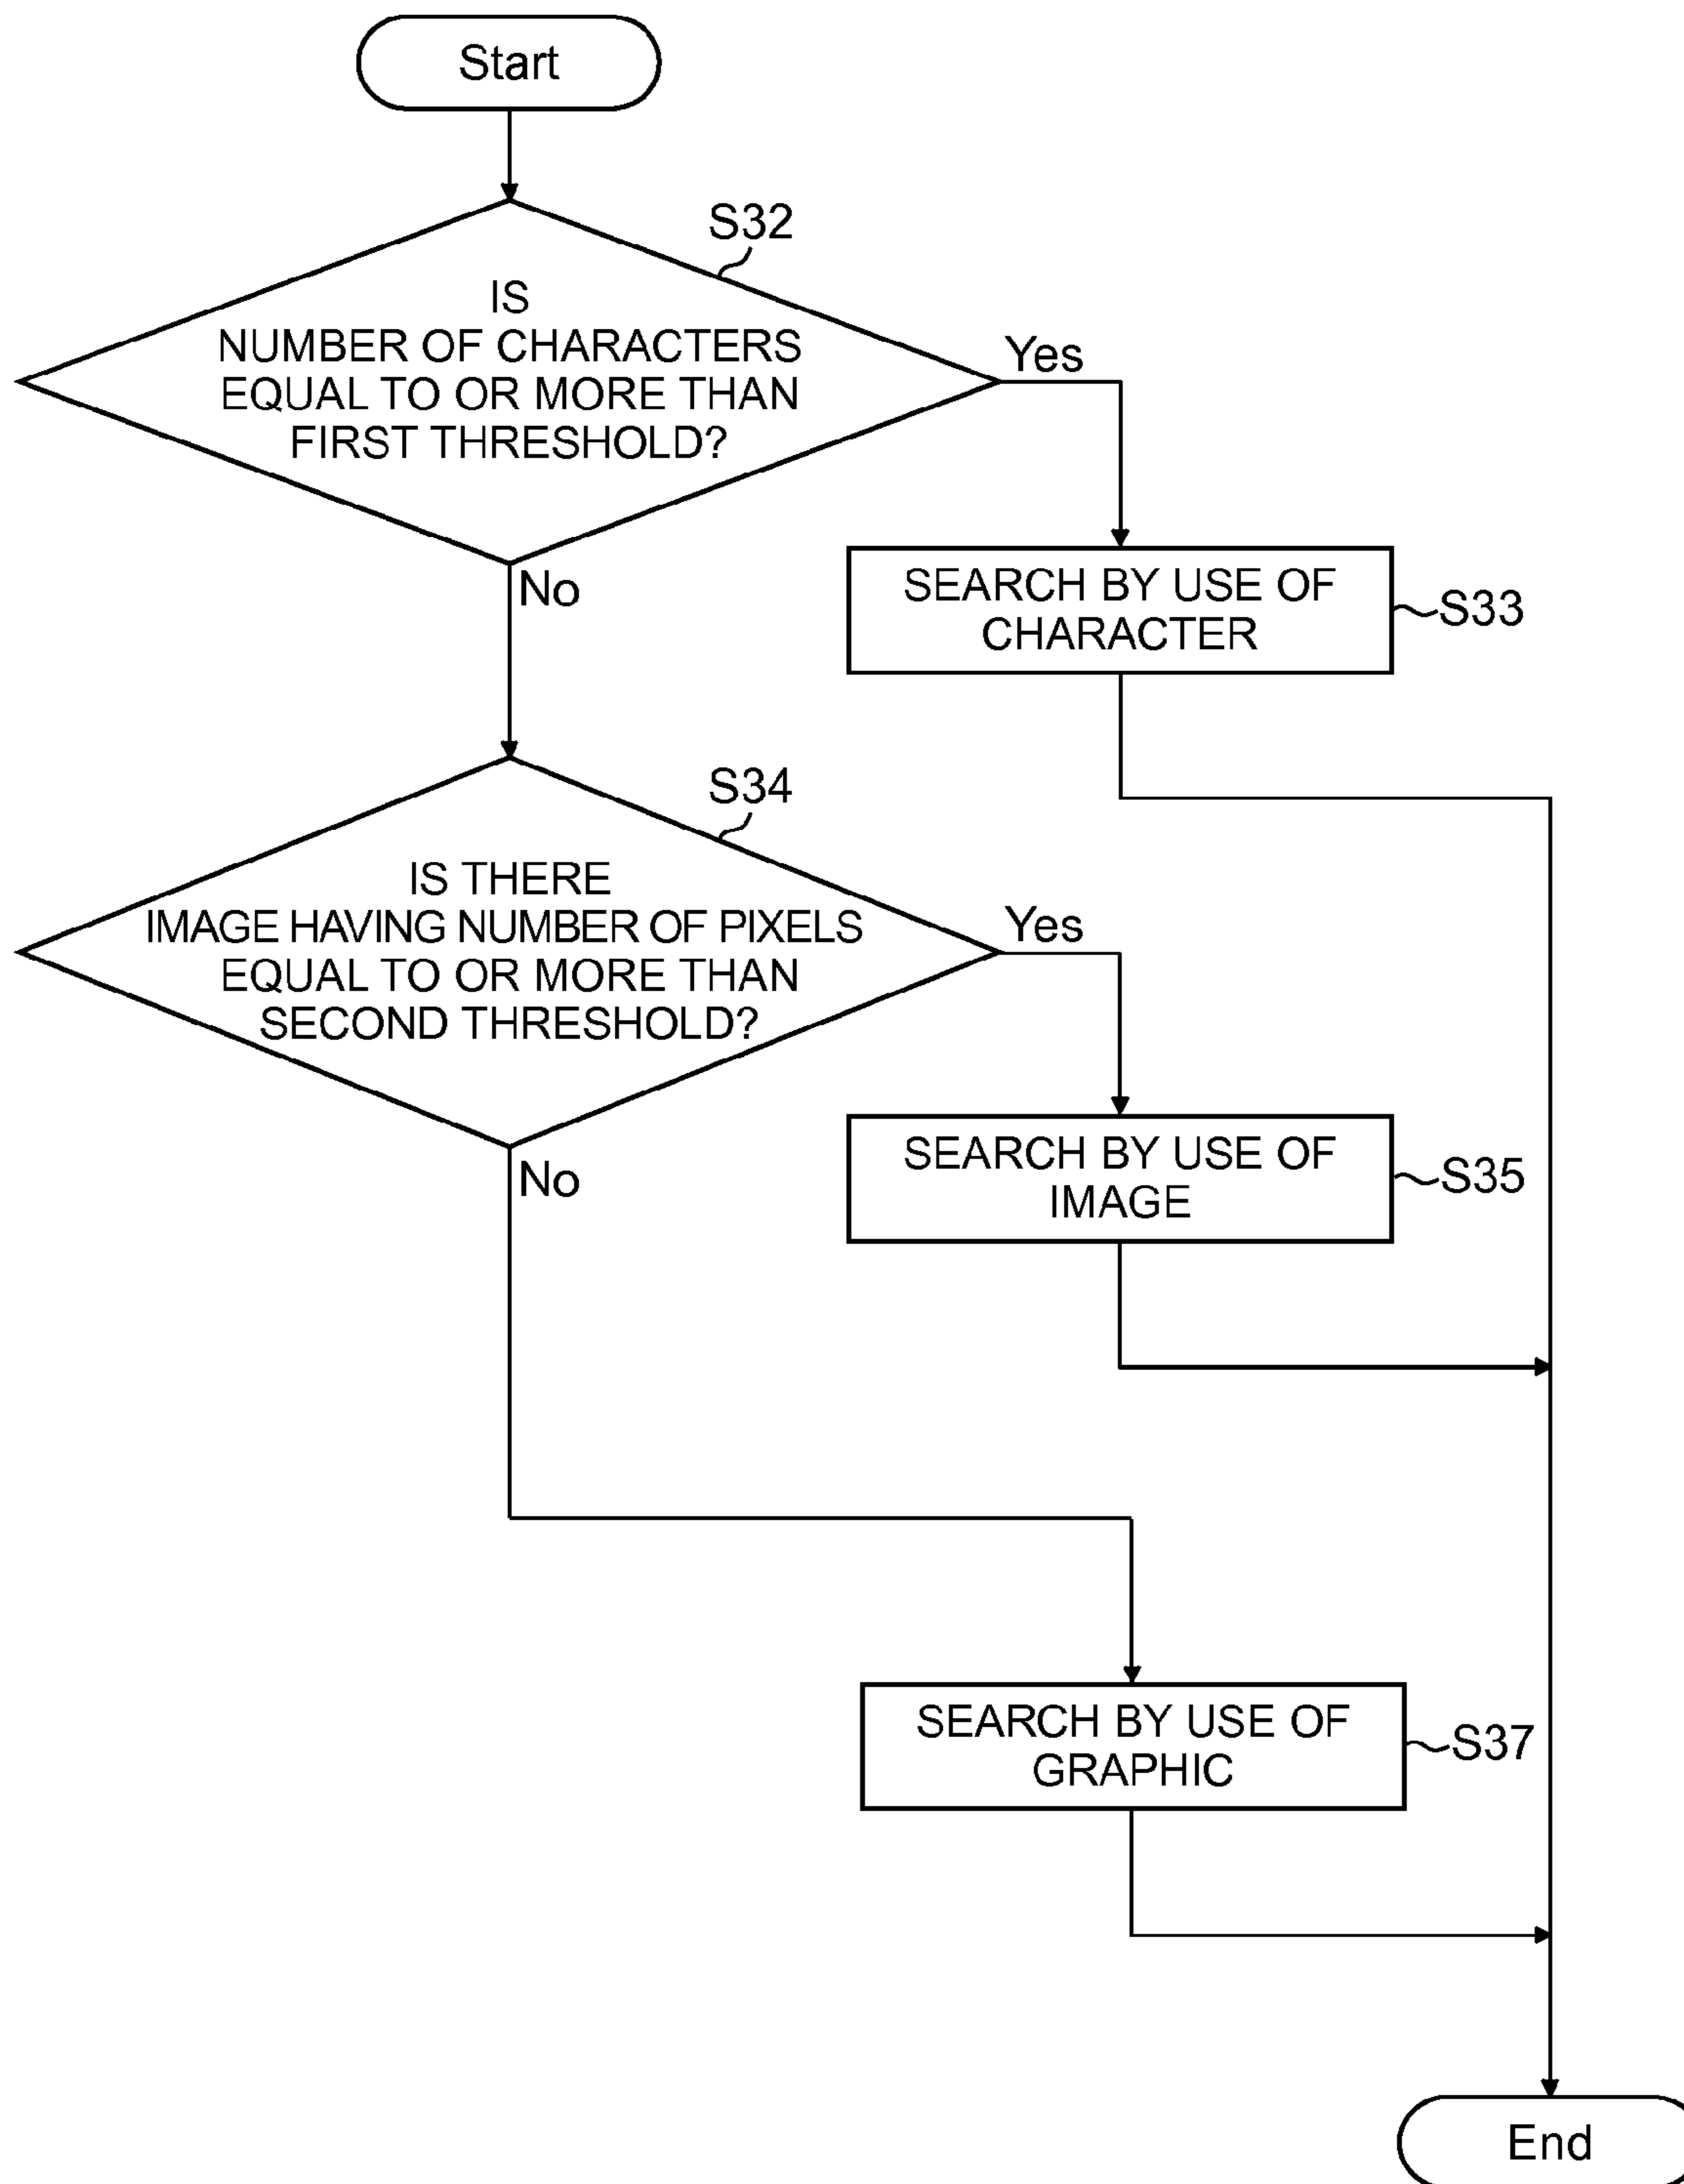 Start
S32
IS
NUMBER OF CHARACTERS
EQUAL TO OR MORE THAN
FIRST THRESHOLD?
Yes
No
SEARCH BY USE OF
CHARACTER
S33
S34
IS THERE
IMAGE HAVING NUMBER OF PIXELS
EQUAL TO OR MORE THAN
SECOND THRESHOLD?
Yes
No
SEARCH BY USE OF
IMAGE
S35
SEARCH BY USE OF
GRAPHIC
S37
End